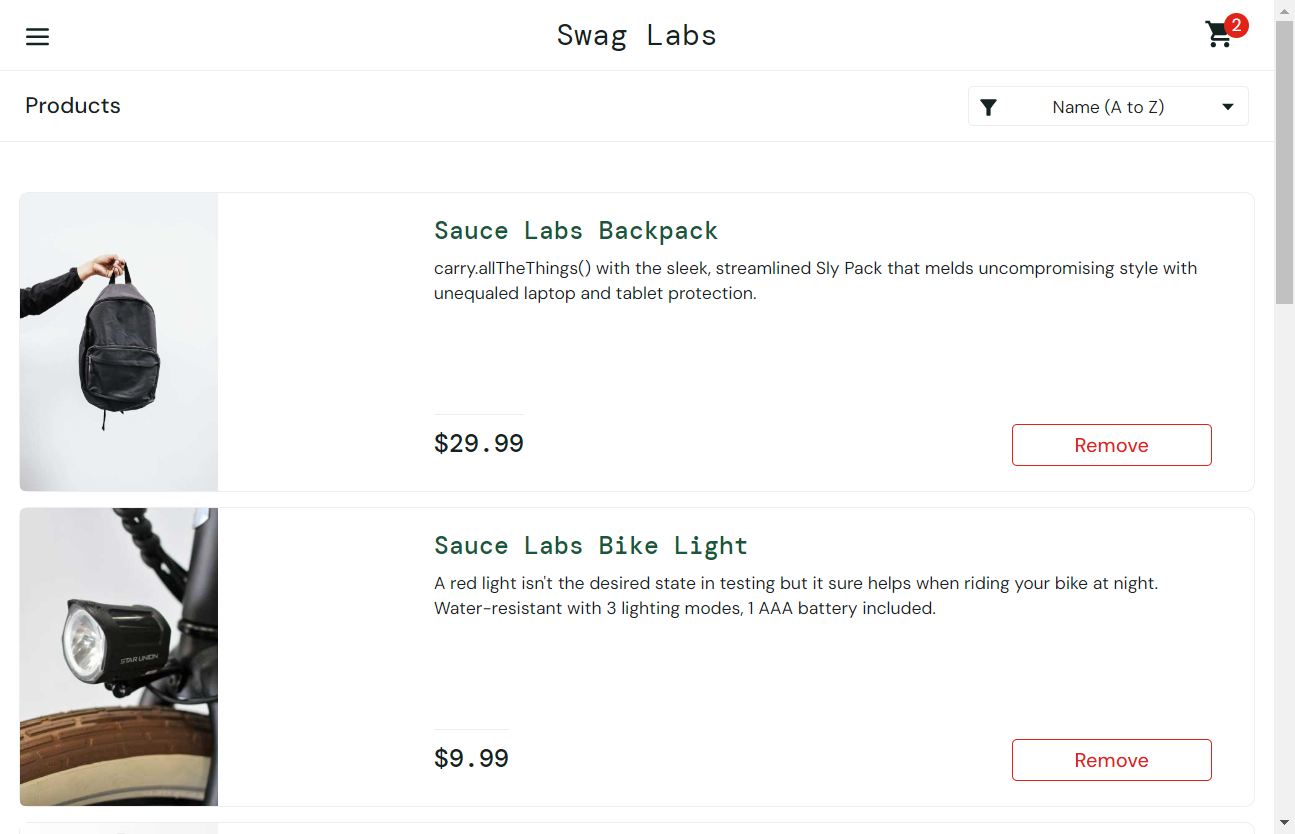 Swag Labs
2
Products
Name (A to Z)
Sauce Labs Backpack
carry.allTheThings() with the sleek, streamlined Sly Pack that melds uncompromising style with
unequaled laptop and tablet protection.
$29.99
Remove
Sauce Labs Bike Light
A red light isn't the desired state in testing but it sure helps when riding your bike at night.
Water-resistant with 3 lighting modes, 1 AAA battery included.
STAR UNION
$9.99
Remove